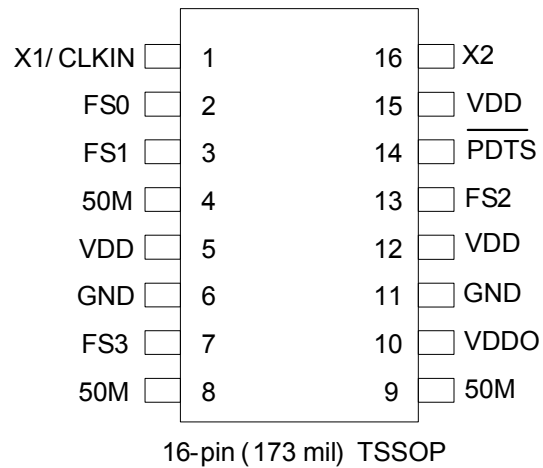 X1/ CLKIN 1 16 X2
FS0 2 15 VDD
FS1 3 14 PDTS
50M 4 13 FS2
VDD 5 12 VDD
GND 6 11 GND
FS3 7 10 VDDO
50M 8 9 50M
16-pin ( 173 mil) TSSOP